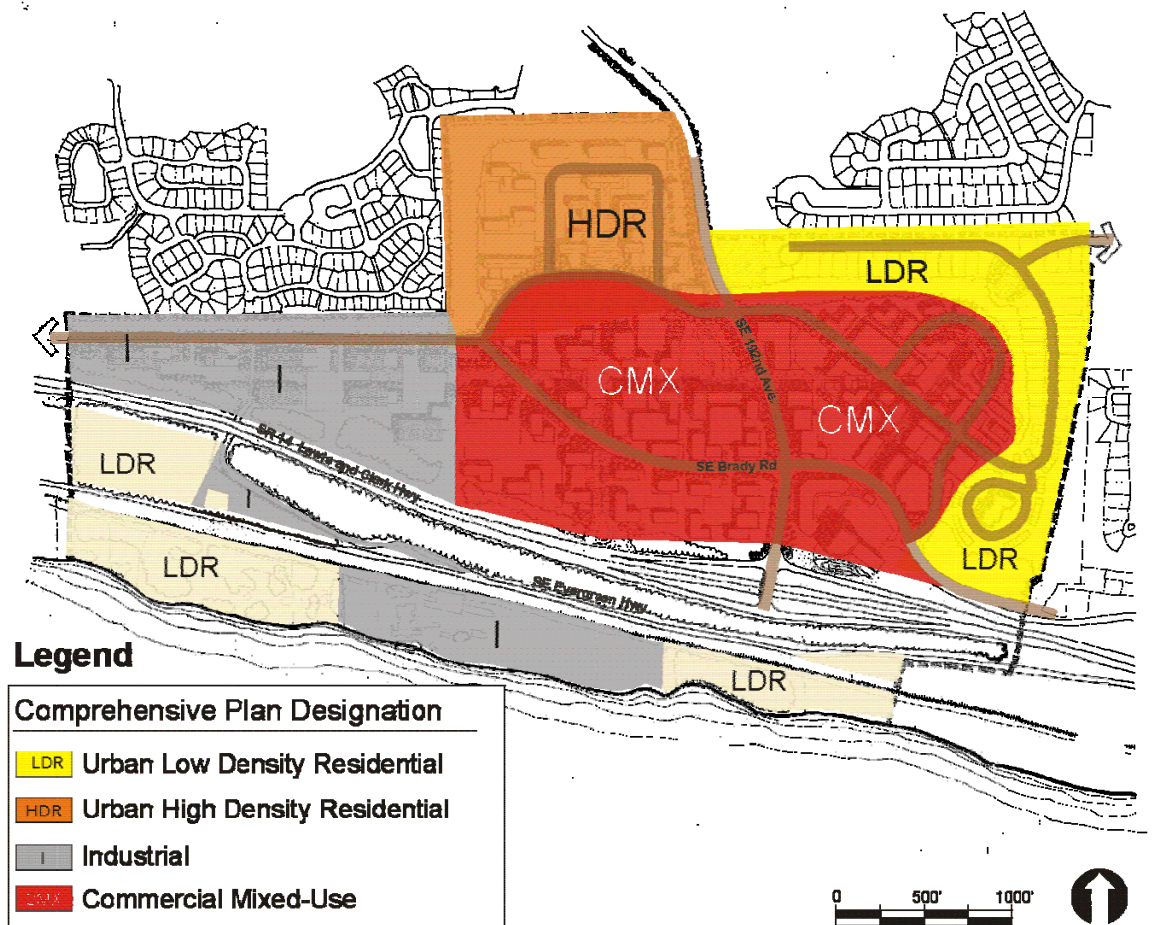 HDR
LDR
SE 192nd Ave.
I
I
CMX
CMX
SR 14 Lewis and Clark Hwy
LDR
SE Brady Rd
I
LDR
LDR
SE Evergreen Hwy
I
LDR
Legend
Comprehensive Plan Designation
LDR Urban Low Density Residential
HDR Urban High Density Residential
I Industrial
CMX Commercial Mixed-Use
0 500' 1000'